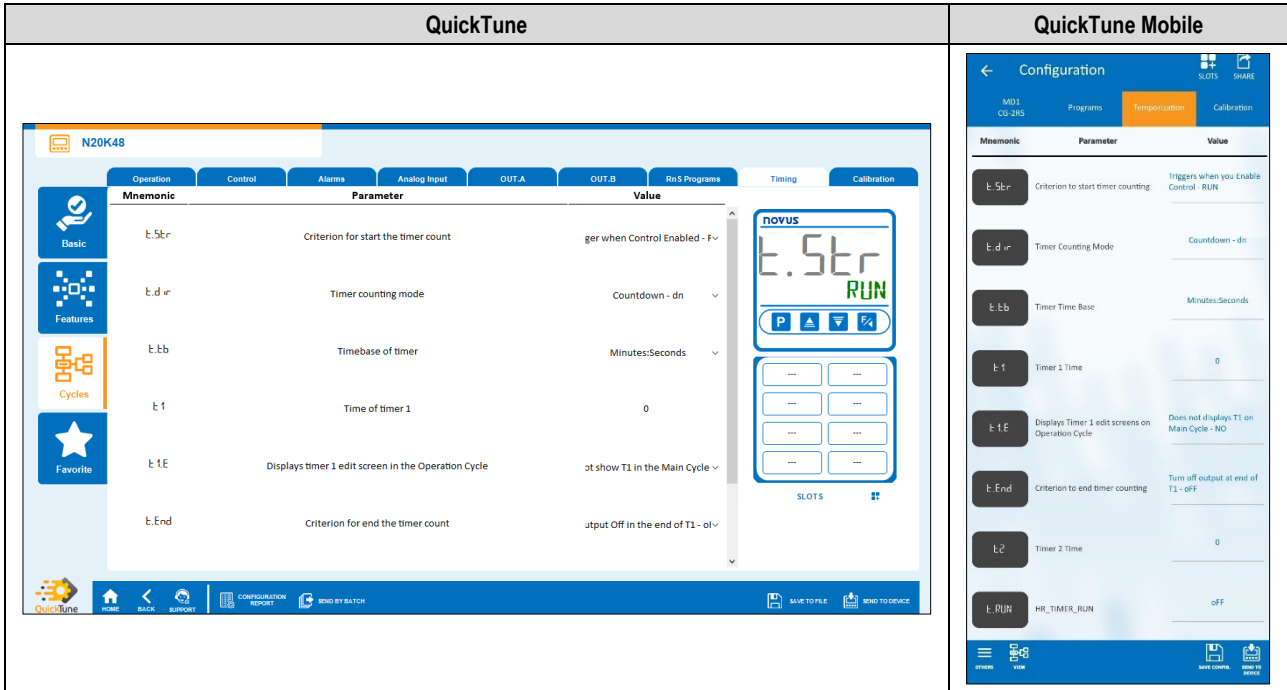 QuickTune
QuickTune Mobile
N20K48
Operation Control Alarms Analog Input OUT.A OUT.B RnS Programs Timing Calibration
Mnemonic Parameter Value
Basic
Features
Cycles
Favorite
t.Str Criterion for start the timer count ger when Control Enabled - F
t.d ir Timer counting mode Countdown - dn
t.tb Timebase of timer Minutes:Seconds
t1 Time of timer 1 0
t1.E Displays timer 1 edit screen in the Operation Cycle ot show T1 in the Main Cycle
t.End Criterion for end the timer count utput Off in the end of T1 - of
novus
t.Str
RUN
P F/
--- ---
--- ---
--- ---
--- ---
SLOTS
QuickTune
HOME BACK SUPPORT CONFIGURATION REPORT SEND BY BATCH SAVE TO FILE SEND TO DEVICE
Configuration SLOTS SHARE
MD1
CG-2RS Programs Temporization Calibration
Mnemonic Parameter Value
t.Str Criterion to start timer counting Triggers when you Enable
Control - RUN
t.d ir Timer Counting Mode Countdown - dn
t.tb Timer Time Base Minutes:Seconds
t1 Timer 1 Time 0
t1.E Displays Timer 1 edit screens on
Operation Cycle Does not displays T1 on
Main Cycle - NO
t.End Criterion to end timer counting Turn off output at end of
T1 - oFF
t2 Timer 2 Time 0
t.RUN HR_TIMER_RUN oFF
OTHERS VIEW SAVE CONFIG. SEND TO
DEVICE